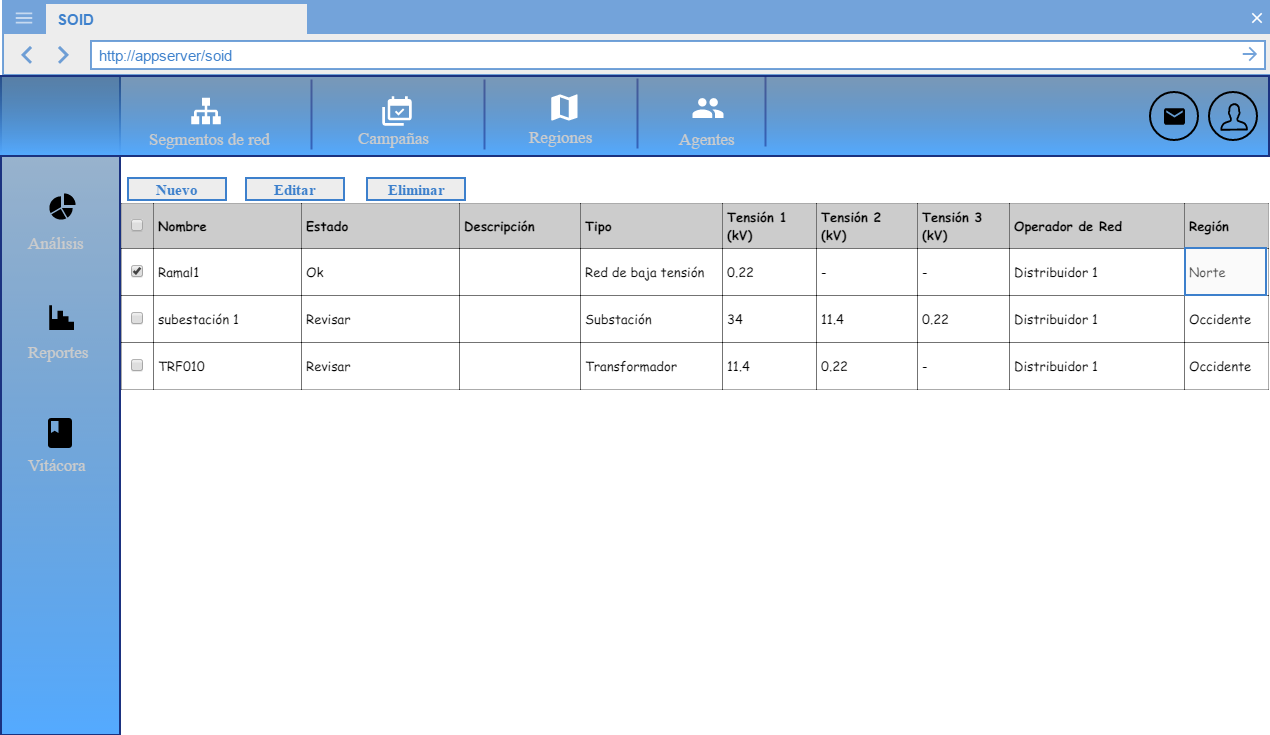 SOID
http://appserver/soid
Segmentos de red
Campañas
Regiones
Agentes
Análisis
Reportes
Vitácora
Nuevo Editar Eliminar
Nombre Estado Descripción Tipo Tensión 1 (kV) Tensión 2 (kV) Tensión 3 (kV) Operador de Red Región
Ramal1 Ok Red de baja tensión 0.22 - - Distribuidor 1 Norte
subestación 1 Revisar Substación 34 11.4 0.22 Distribuidor 1 Occidente
TRF010 Revisar Transformador 11.4 0.22 - Distribuidor 1 Occidente